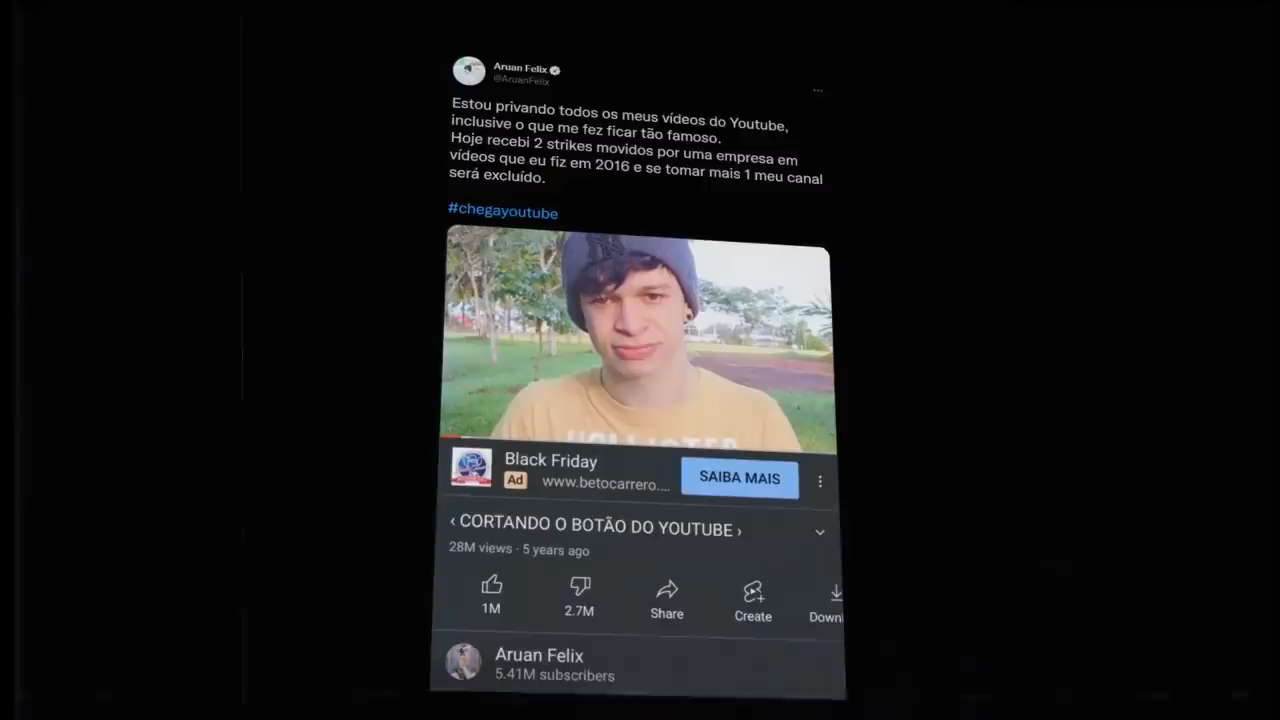 Aruan Felix
@AruanFelix
Estou privando todos os meus vídeos do Youtube,
inclusive o que me fez ficar tão famoso.
Hoje recebi 2 strikes movidos por uma empresa em
vídeos que eu fiz em 2016 e se tomar mais 1 meu canal
será excluído.
#chegayoutube
HOLLISTER
Black Friday
SAIBA MAIS
Ad www.betocarrero....
‹ CORTANDO O BOTÃO DO YOUTUBE ›
28M views · 5 years ago
1M
2.7M
Share
Create
Downl
Aruan Felix
5.41M subscribers